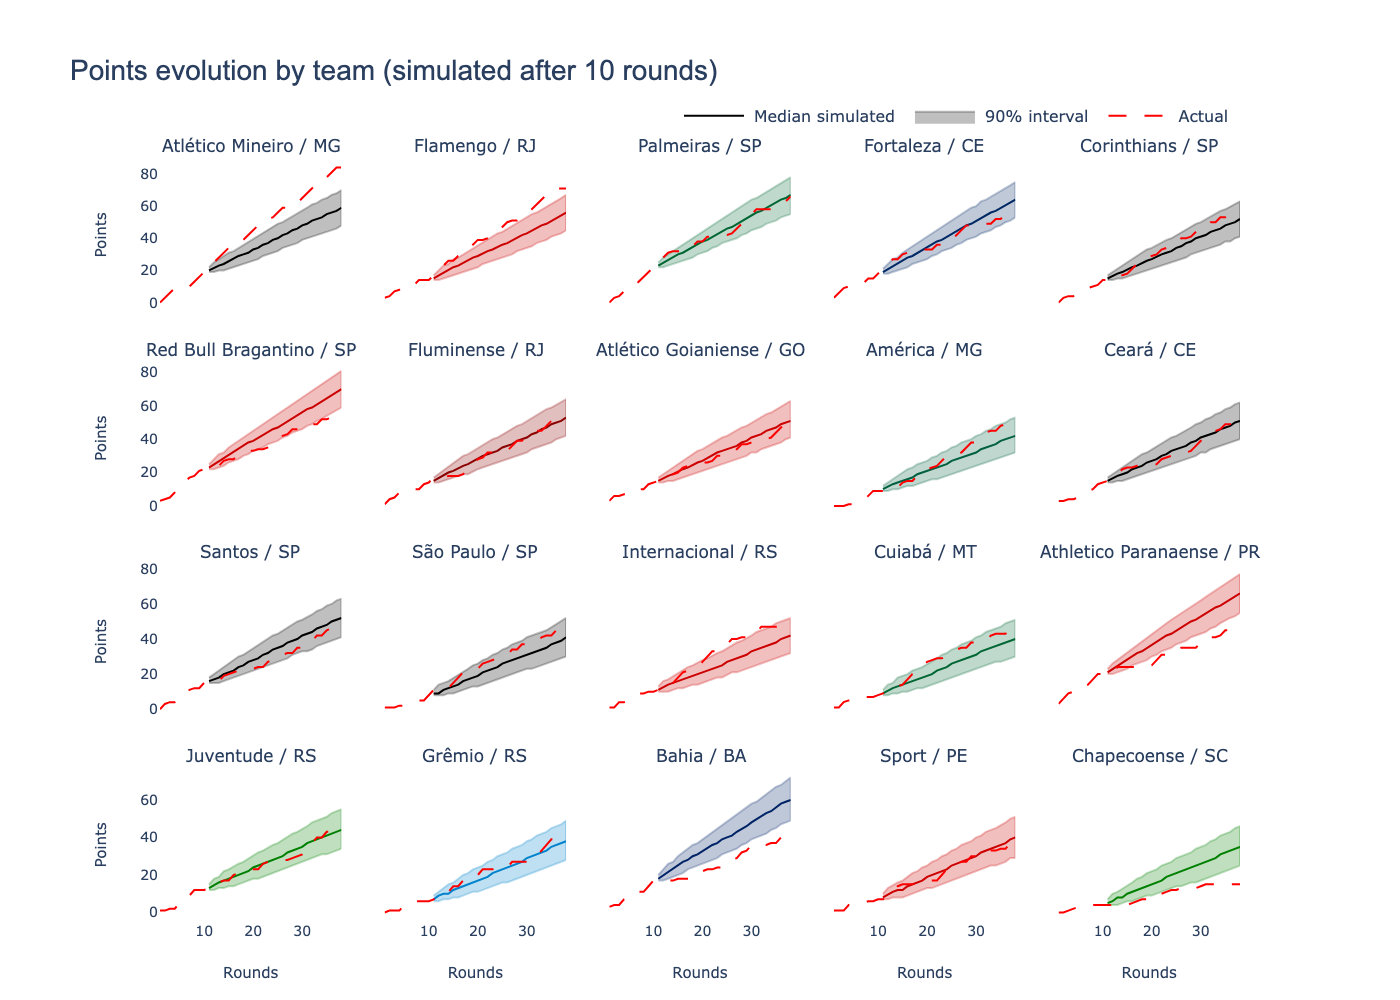 Points evolution by team (simulated after 10 rounds)
Median simulated 90% interval Actual
Atlético Mineiro / MG Flamengo / RJ Palmeiras / SP Fortaleza / CE Corinthians / SP
80
60
40
20
0
Points
Red Bull Bragantino / SP Fluminense / RJ Atlético Goianiense / GO América / MG Ceará / CE
80
60
40
20
0
Points
Santos / SP São Paulo / SP Internacional / RS Cuiabá / MT Athletico Paranaense / PR
80
60
40
20
0
Points
Juventude / RS Grêmio / RS Bahia / BA Sport / PE Chapecoense / SC
60
40
20
0
Points
10 20 30 10 20 30 10 20 30 10 20 30 10 20 30
Rounds Rounds Rounds Rounds Rounds